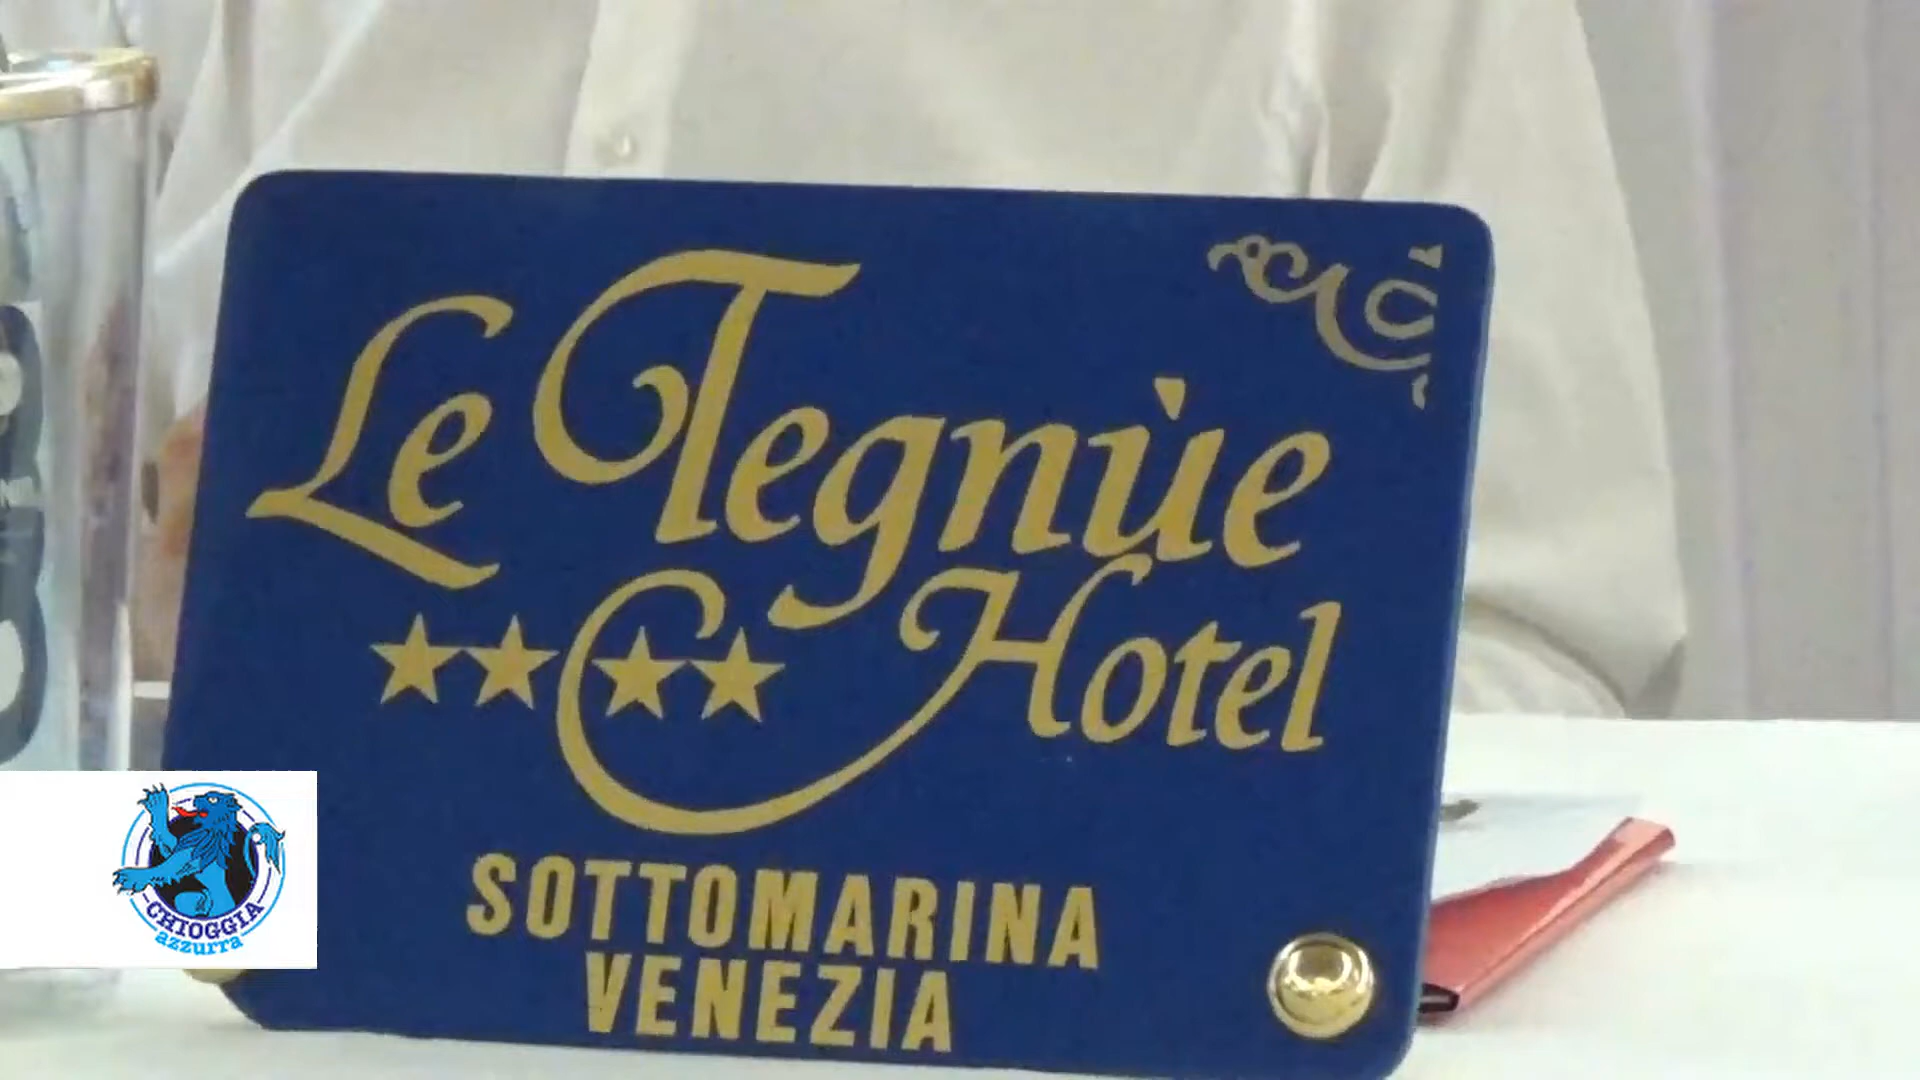 Le Tegnùe
Hotel
SOTTOMARINA
VENEZIA
CHIOGGIA
azzurra